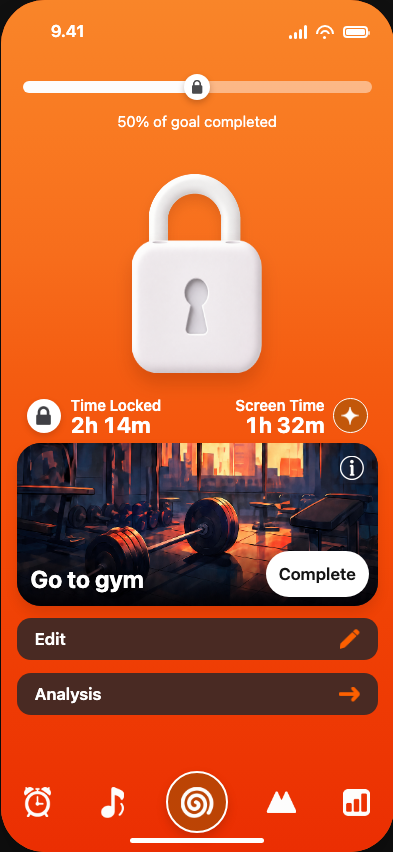 9.41
50% of goal completed
Time Locked
2h 14m
Screen Time
1h 32m
Go to gym
Complete
Edit
Analysis